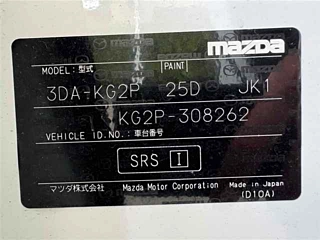 mazda
MODEL: 型式 PAINT
3DA-KG2P 25D JK1
KG2P-308262
VEHICLE ID.NO.: 車台番号
SRS I
マツダ株式会社 Mazda Motor Corporation Made in Japan
(D10A)